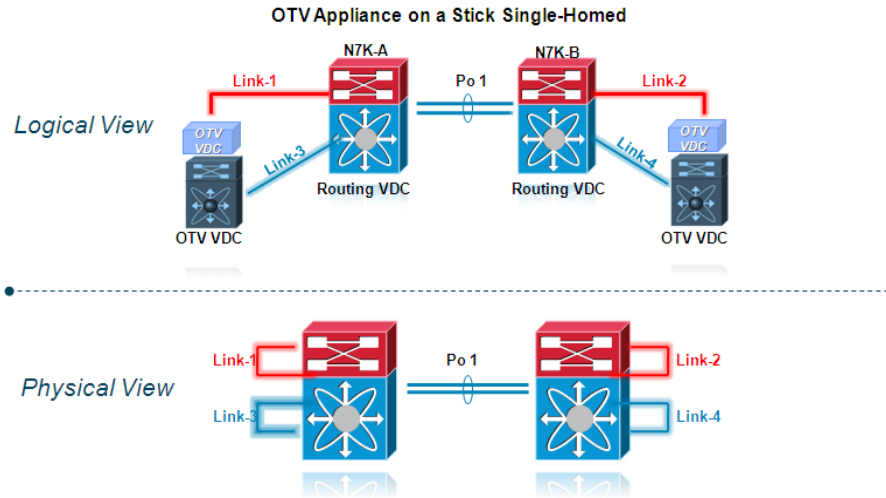 OTV Appliance on a Stick Single-Homed
N7K-A
N7K-B
Link-1
Po 1
Link-2
Logical View
OTV
VDC
OTV
VDC
Link-3
Link-4
Routing VDC
Routing VDC
OTV VDC
OTV VDC
Link-1
Po 1
Link-2
Physical View
Link-3
Link-4